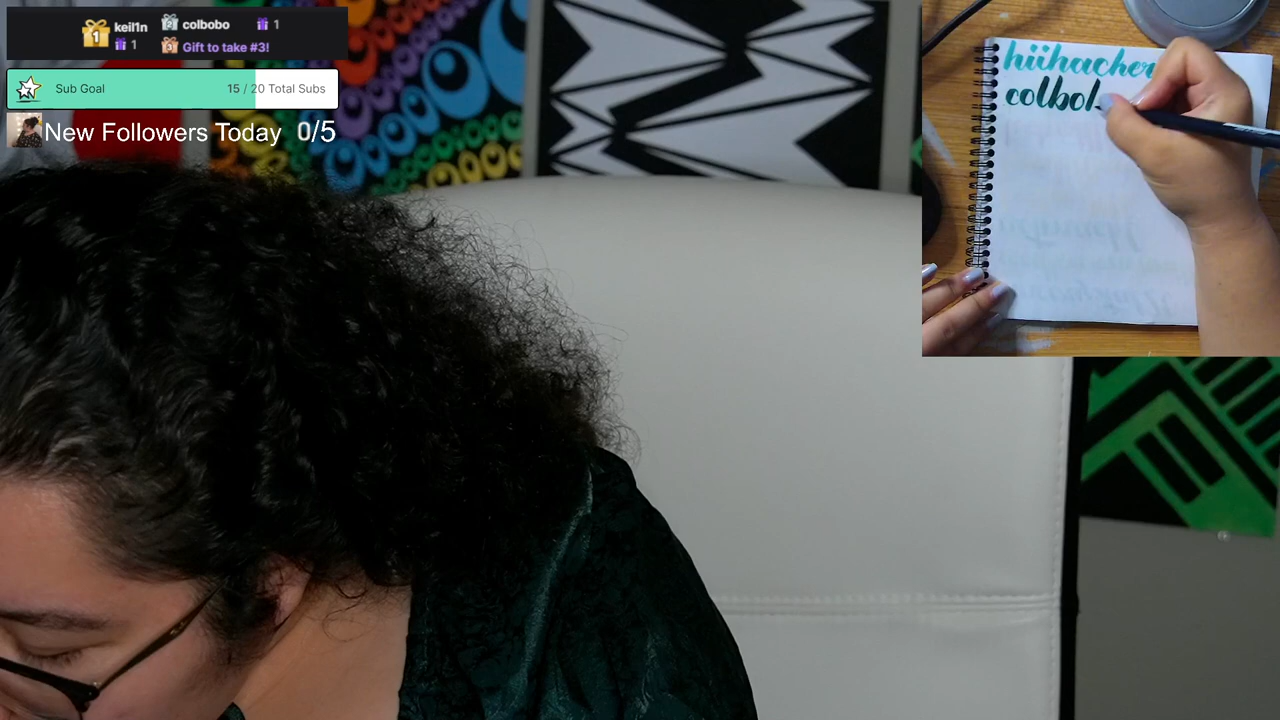 keil1n
1
colbobo
1
Gift to take #3!
Sub Goal
15 / 20 Total Subs
New Followers Today 0/5
hiihacher
colbob